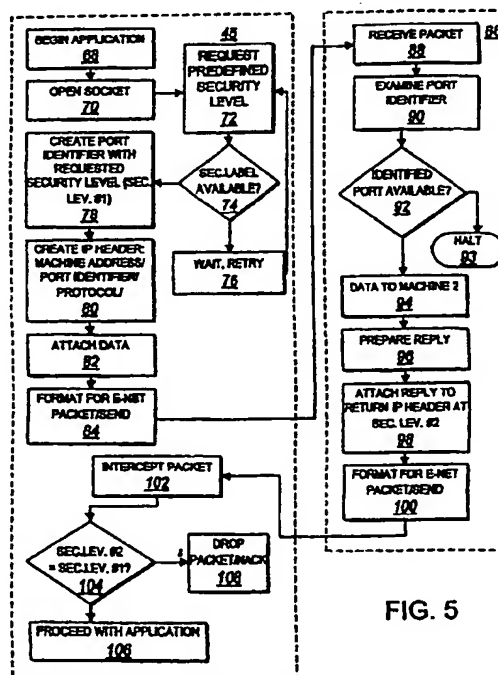 BEGIN APPLICATION
68
OPEN SOCKET
70
48
REQUEST
PREDEFINED
SECURITY
LEVEL
72
CREATE PORT
IDENTIFIER WITH
REQUESTED
SECURITY LEVEL (SEC.
LEV. #1)
78
SEC.LABEL
AVAILABLE?
74
WAIT, RETRY
76
CREATE IP HEADER:
MACHINE ADDRESS/
PORT IDENTIFIER/
PROTOCOL/
80
ATTACH DATA
82
FORMAT FOR E-NET
PACKET/SEND
84
INTERCEPT PACKET
102
SEC.LEV. #2
= SEC.LEV. #1?
104
DROP
PACKET/NACK
108
PROCEED WITH APPLICATION
106
RECEIVE PACKET
88
EXAMINE PORT
IDENTIFIER
90
IDENTIFIED
PORT AVAILABLE?
92
HALT
93
DATA TO MACHINE 2
94
PREPARE REPLY
96
ATTACH REPLY TO
RETURN IP HEADER AT
SEC. LEV. #2
98
FORMAT FOR E-NET
PACKET/SEND
100
FIG. 5